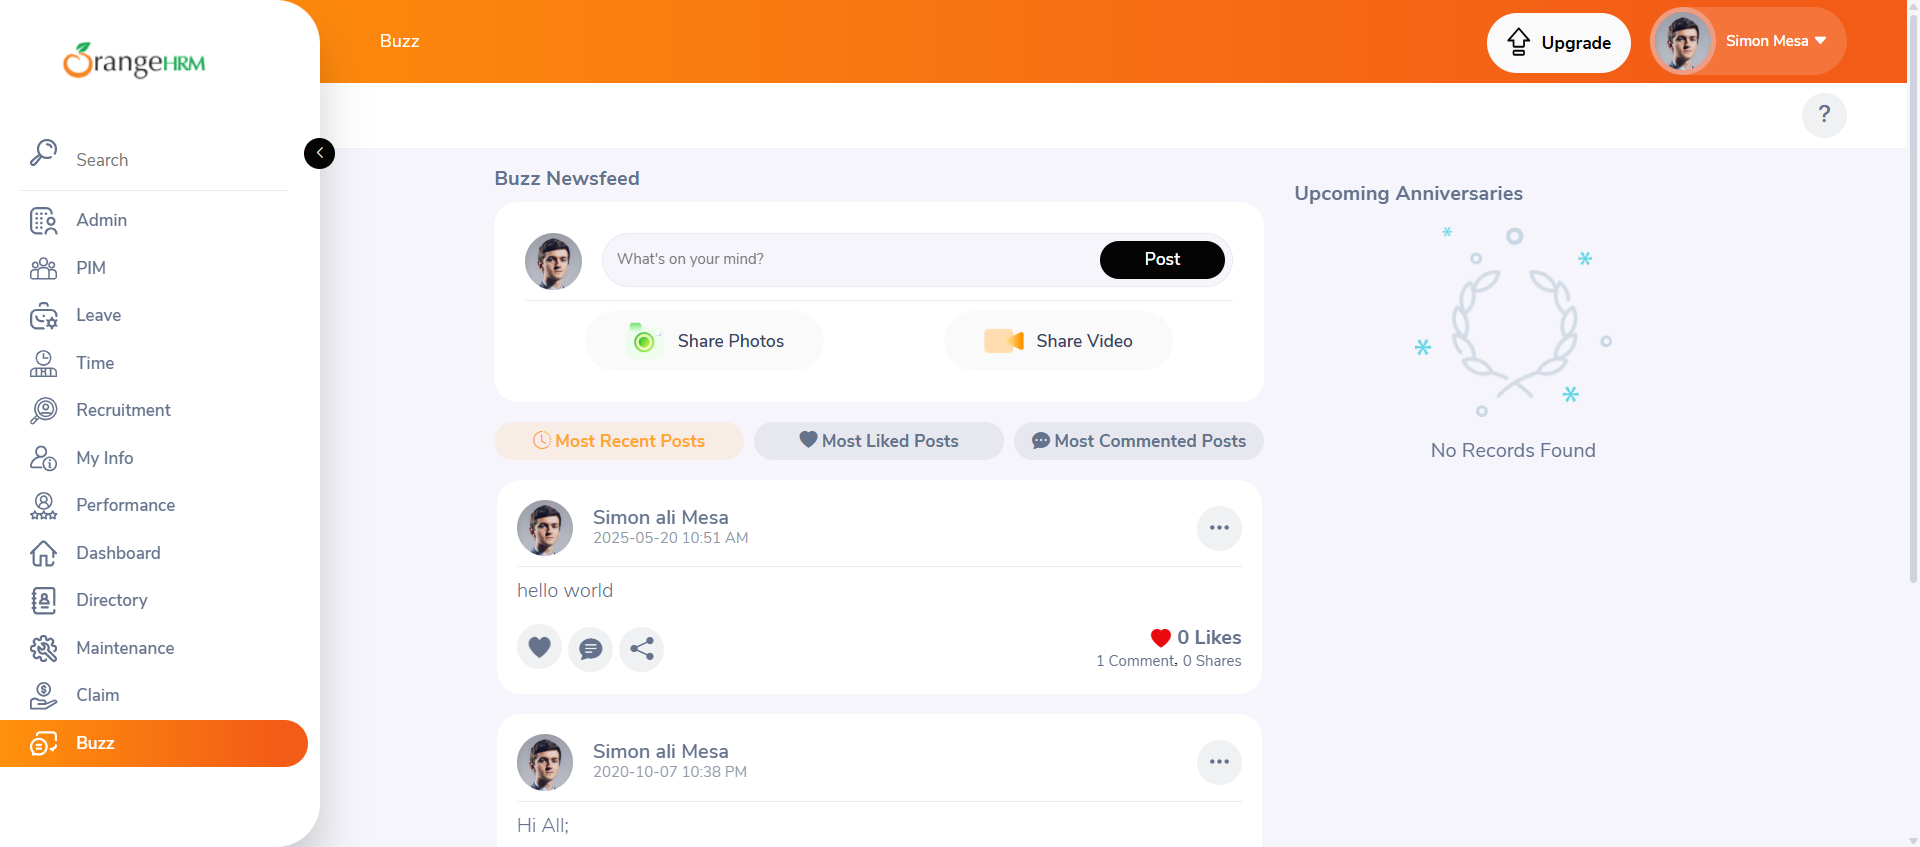 OrangeHRM
Search
Admin
PIM
Leave
Time
Recruitment
My Info
Performance
Dashboard
Directory
Maintenance
Claim
Buzz
Buzz
Upgrade
Simon Mesa
?
Buzz Newsfeed
What's on your mind?
Post
Share Photos
Share Video
Most Recent Posts
Most Liked Posts
Most Commented Posts
Simon ali Mesa
2025-05-20 10:51 AM
hello world
0 Likes
1 Comment, 0 Shares
Simon ali Mesa
2020-10-07 10:38 PM
Hi All;
Upcoming Anniversaries
No Records Found